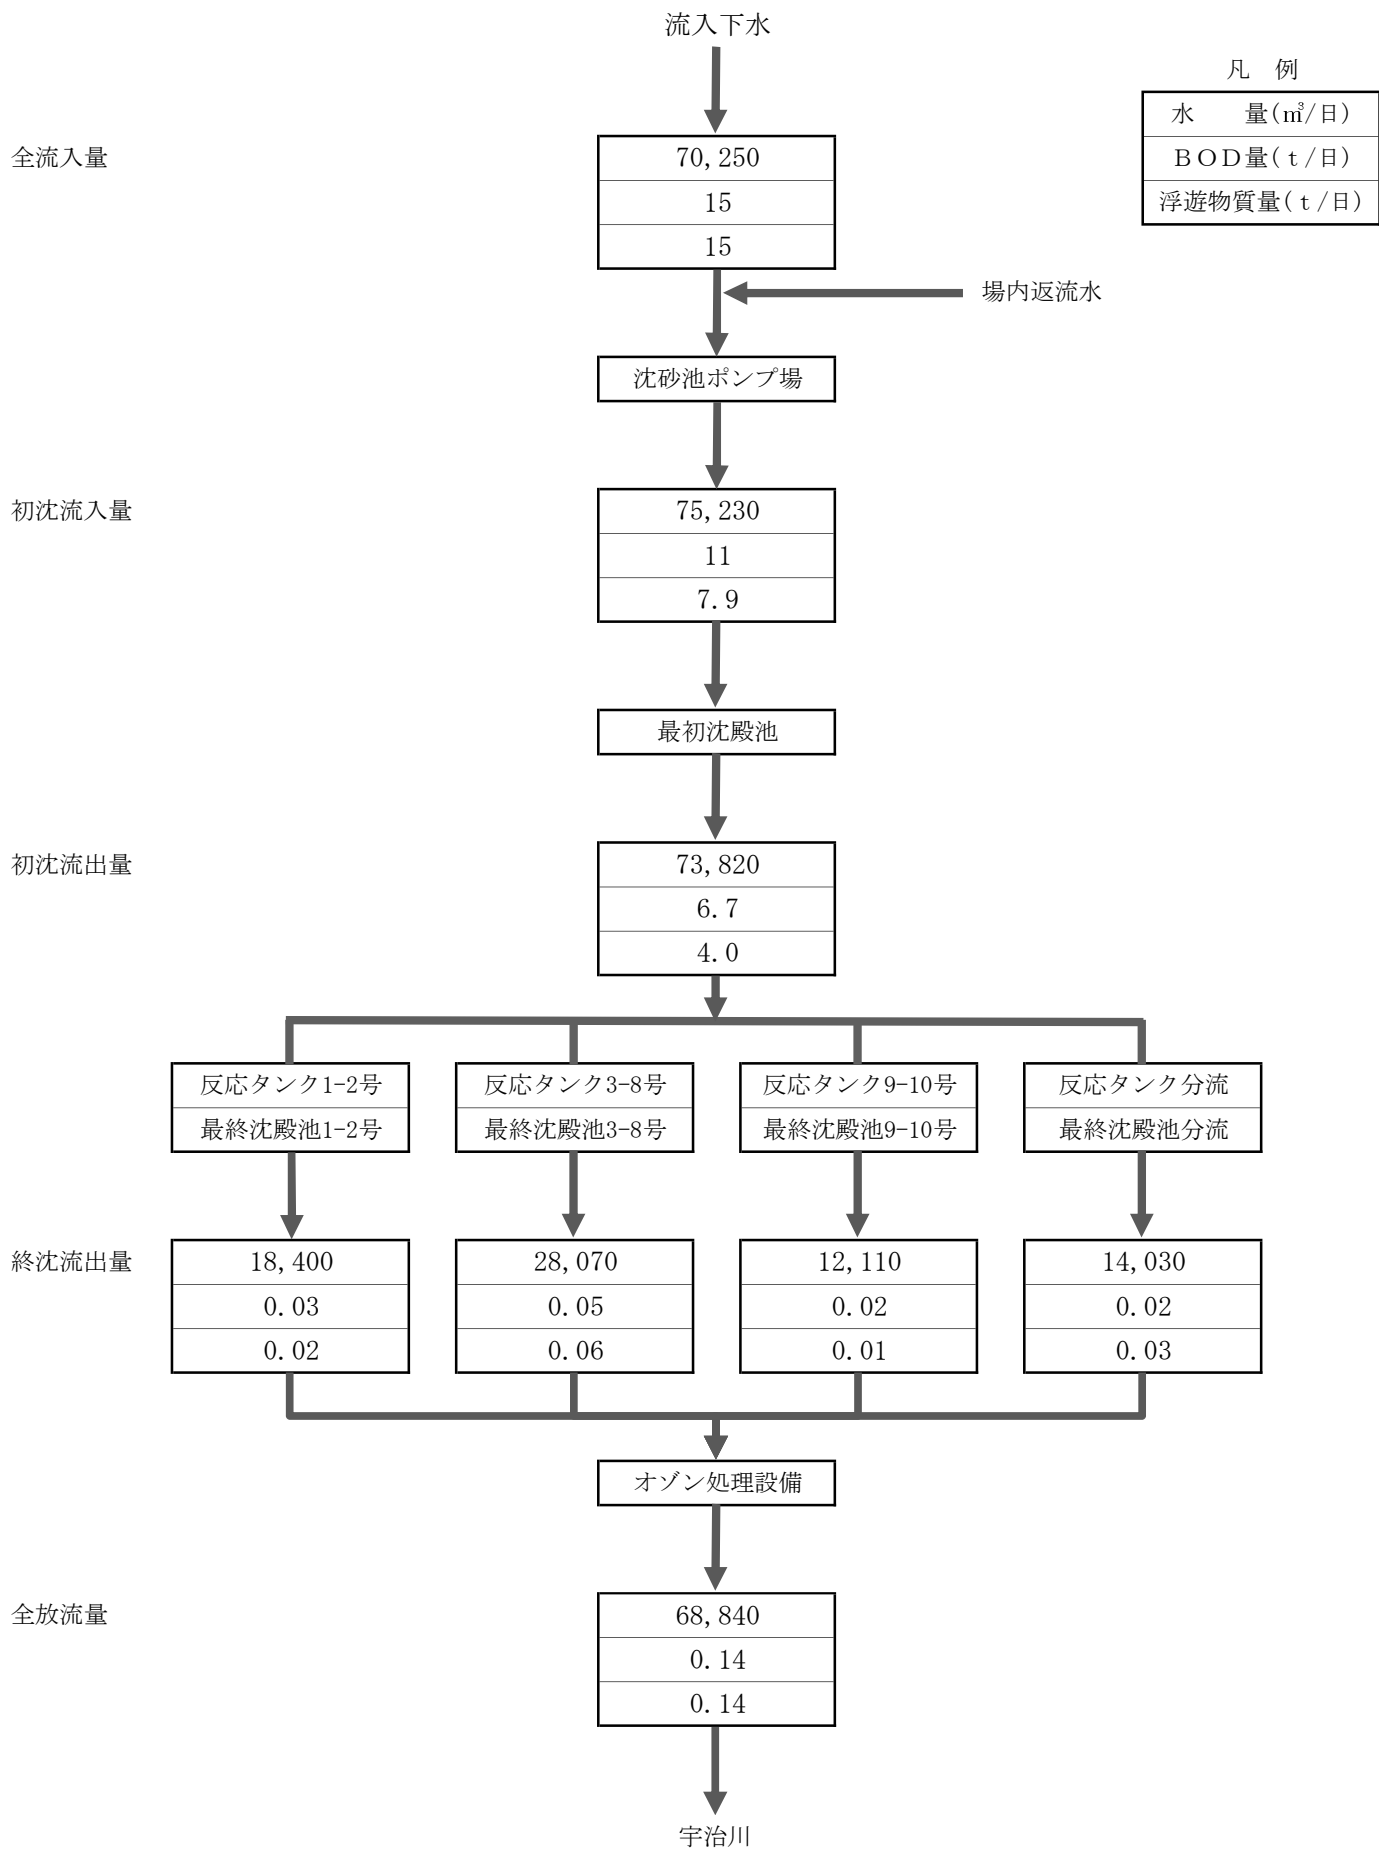 流入下水
凡　例
水　　量(㎥/日)
ＢＯＤ量(ｔ/日)
浮遊物質量(ｔ/日)
全流入量
70,250
15
15
場内返流水
沈砂池ポンプ場
初沈流入量
75,230
11
7.9
最初沈殿池
初沈流出量
73,820
6.7
4.0
反応タンク1-2号 反応タンク3-8号 反応タンク9-10号 反応タンク分流
最終沈殿池1-2号 最終沈殿池3-8号 最終沈殿池9-10号 最終沈殿池分流
終沈流出量 18,400 28,070 12,110 14,030
0.03 0.05 0.02 0.02
0.02 0.06 0.01 0.03
オゾン処理設備
全放流量
68,840
0.14
0.14
宇治川